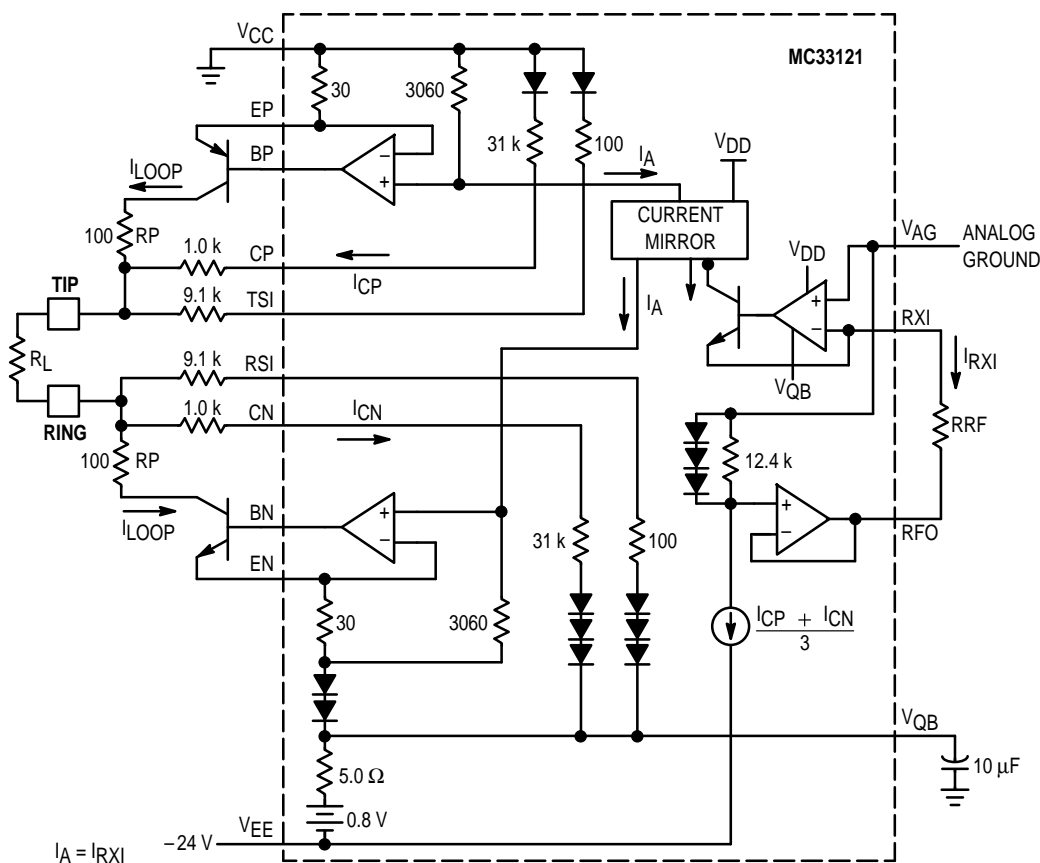 VCC
MC33121
30
3060
EP
31 k
100
VDD
BP
−
+
IA
ILOOP
CURRENT
MIRROR
100
RP
1.0 k
CP
ICP
VDD
VAG
ANALOG
GROUND
TIP
9.1 k
TSI
IA
+
−
RXI
RL
9.1 k
RSI
VQB
IRXI
1.0 k
CN
ICN
RING
RRF
100
RP
12.4 k
ILOOP
BN
+
−
31 k
100
+
−
RFO
EN
30
3060
ICP + ICN
3
VQB
5.0 Ω
10 µF
0.8 V
VEE
IA = IRXI
−24 V